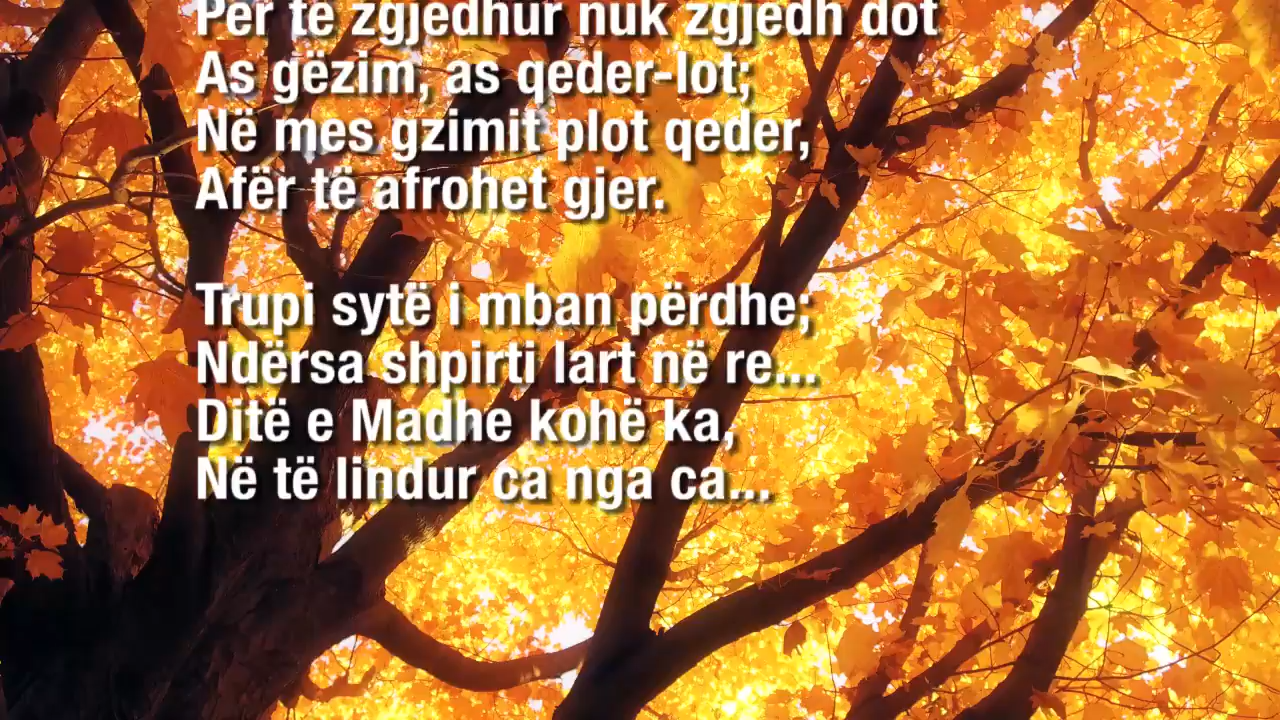 Për të zgjedhur nuk zgjedh dot
As gëzim, as qeder-lot;
Në mes gzimit plot qeder,
Afër të afrohet gjer.
Trupi sytë i mban përdhe;
Ndërsa shpirti lart në re...
Ditë e Madhe kohë ka,
Në të lindur ca nga ca...